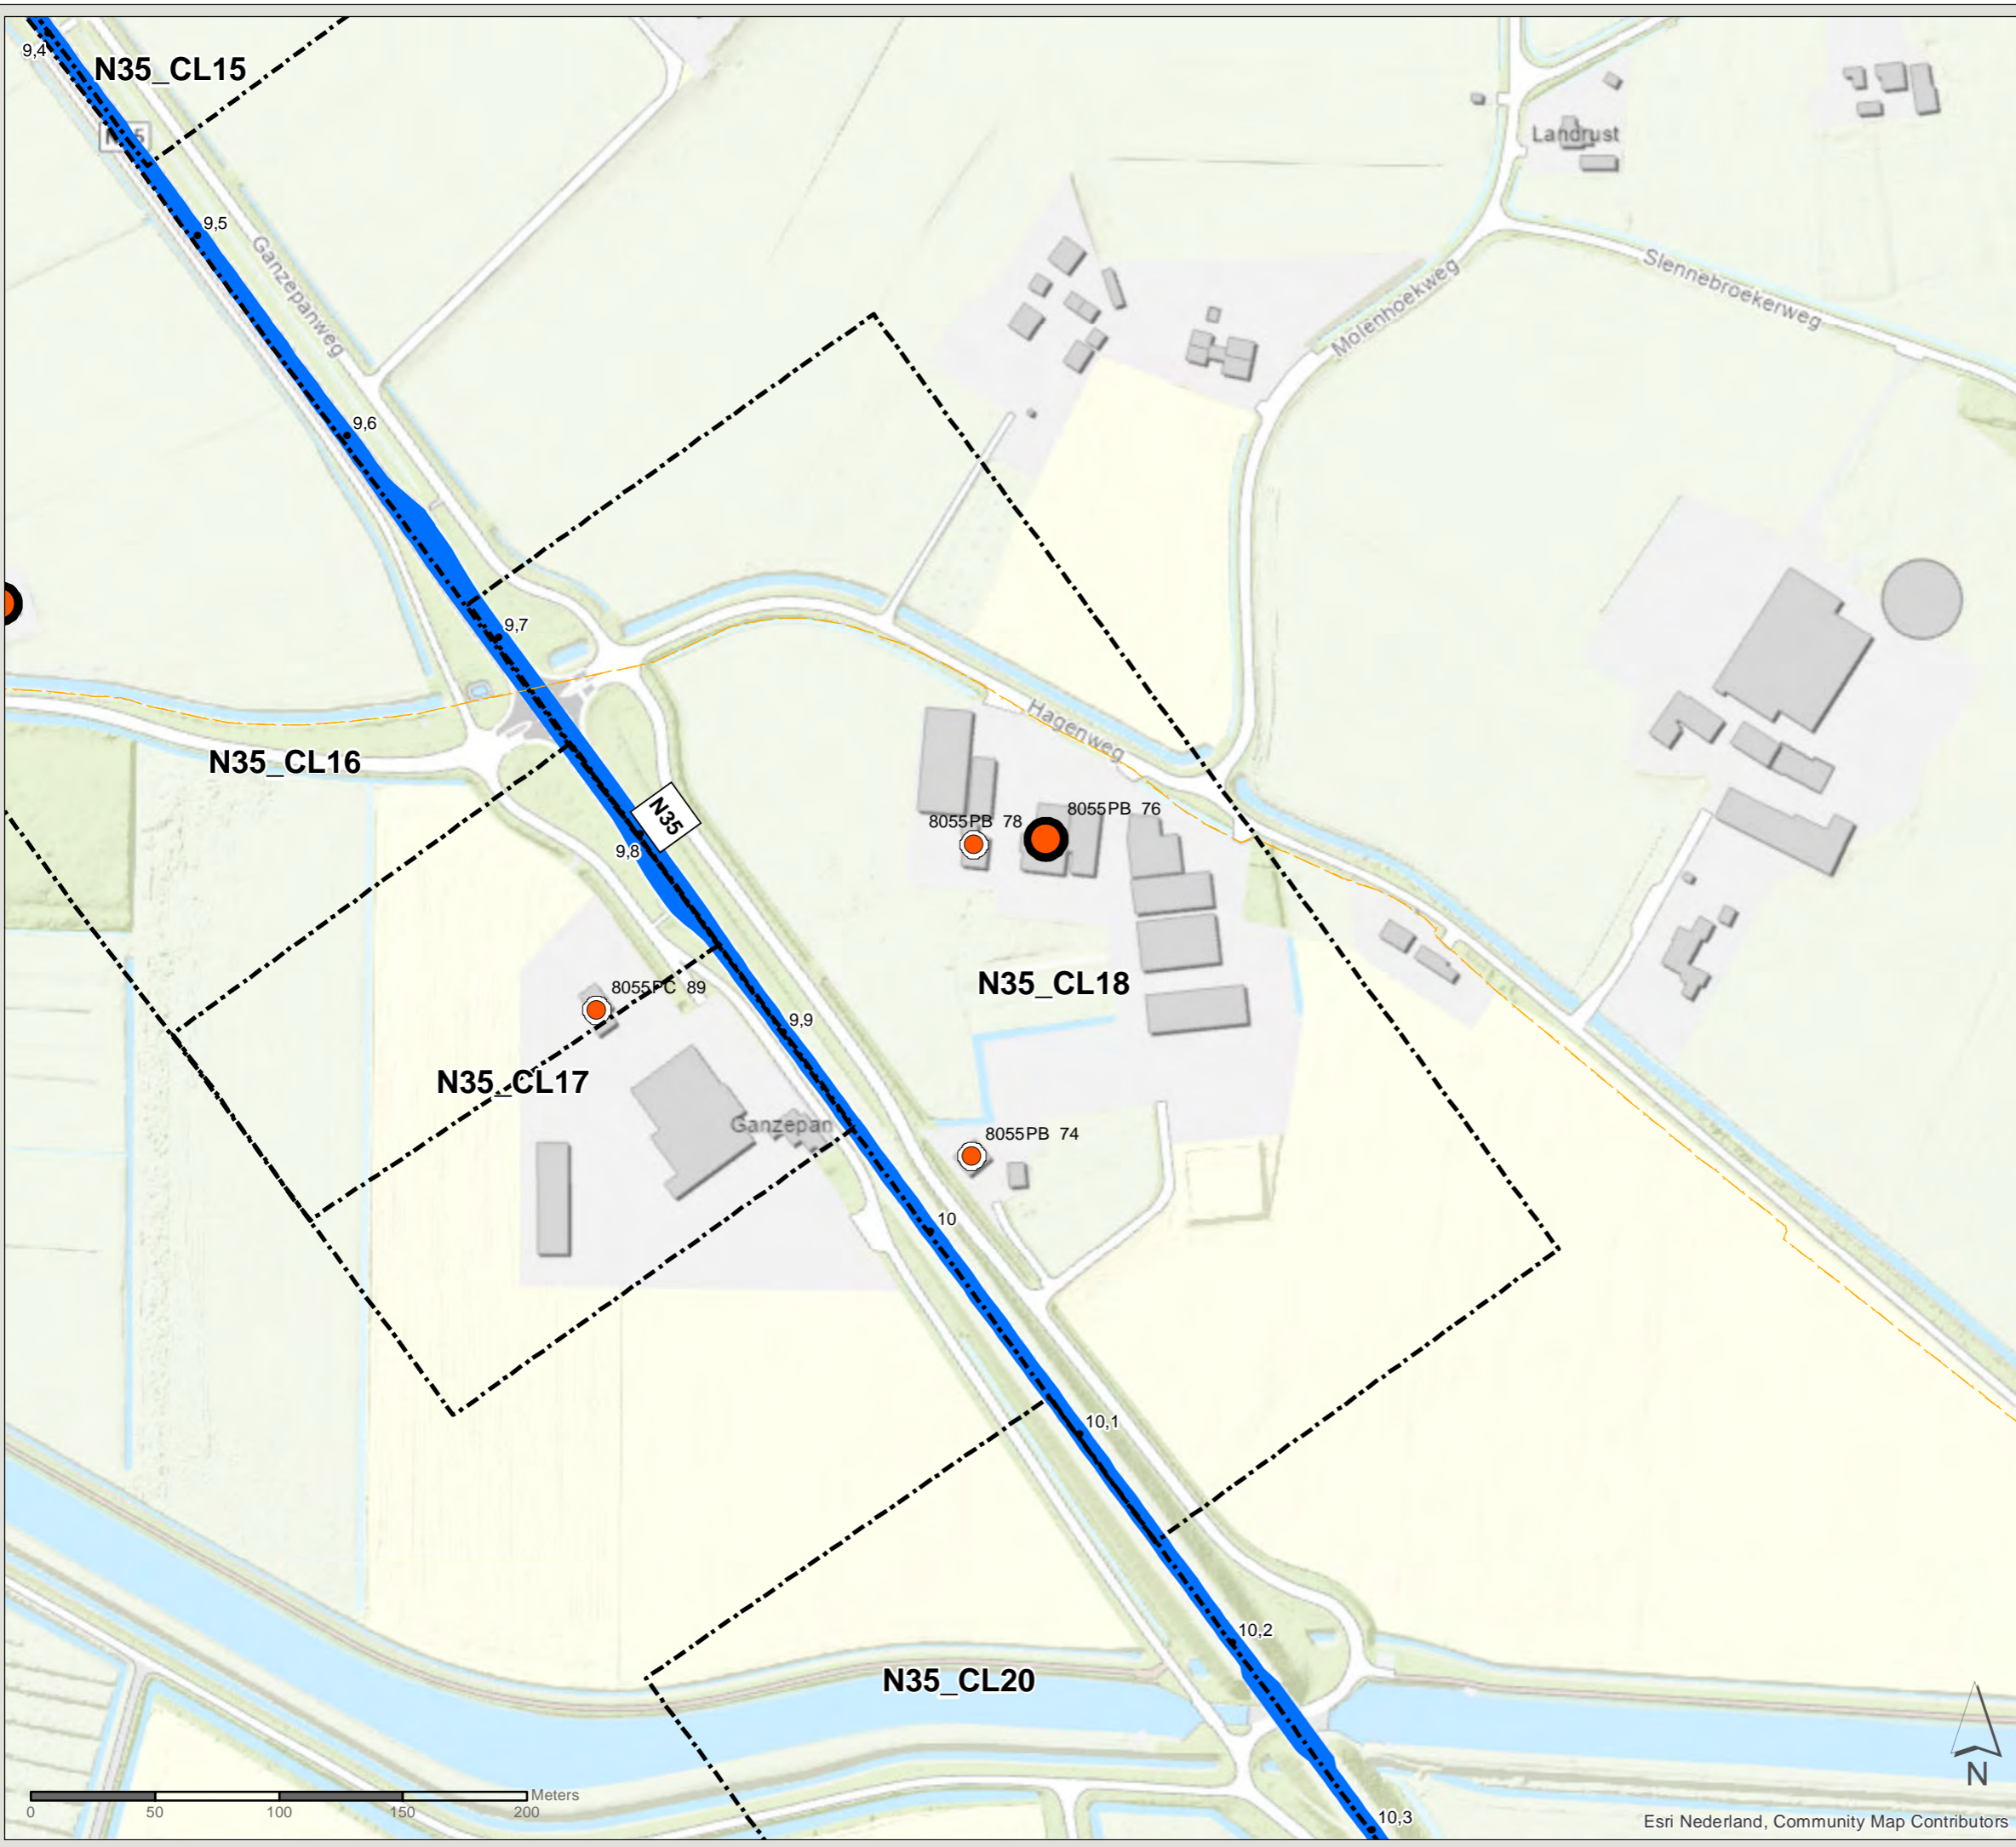 9,4
N35_CL15
Landrust
9,5
Ganzepanweg
Slennebroekerweg
Molenhoekweg
9,6
9,7
Hagenweg
N35_CL16
N35
8055PB 76
8055PB 78
9,8
N35_CL18
8055PC 89
9,9
N35_CL17
Ganzepan
8055PB 74
10
10,1
10,2
N35_CL20
N
Meters
0 50 100 150 200
10,3
Esri Nederland, Community Map Contributors